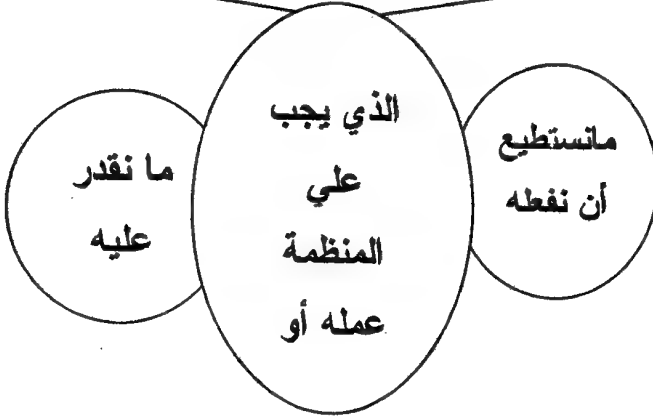 مانستطيع
أن نفعله
الذي يجب
علي
المنظمة
عمله أو
ما نقدر
عليه